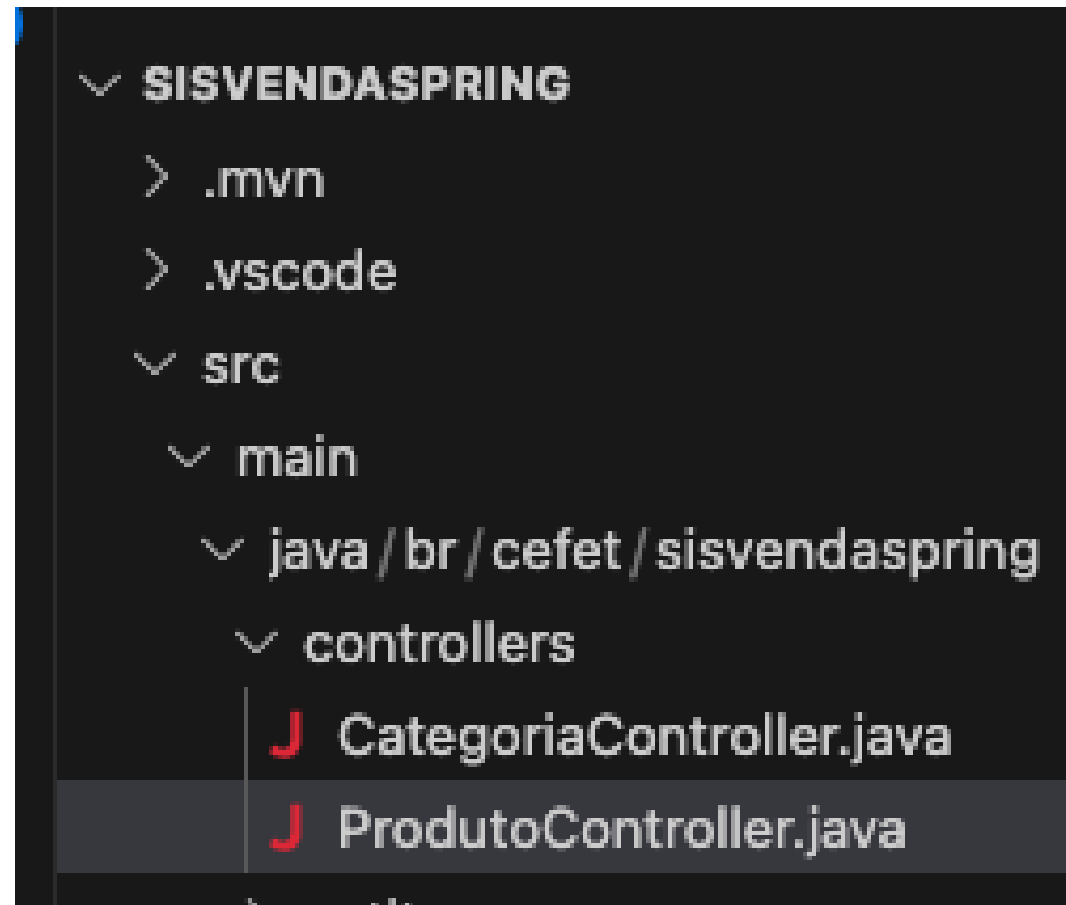 SISVENDASPRING
.mvn
.vscode
src
main
java/br/cefet/sisvendaspring
controllers
J CategoriaController.java
J ProdutoController.java